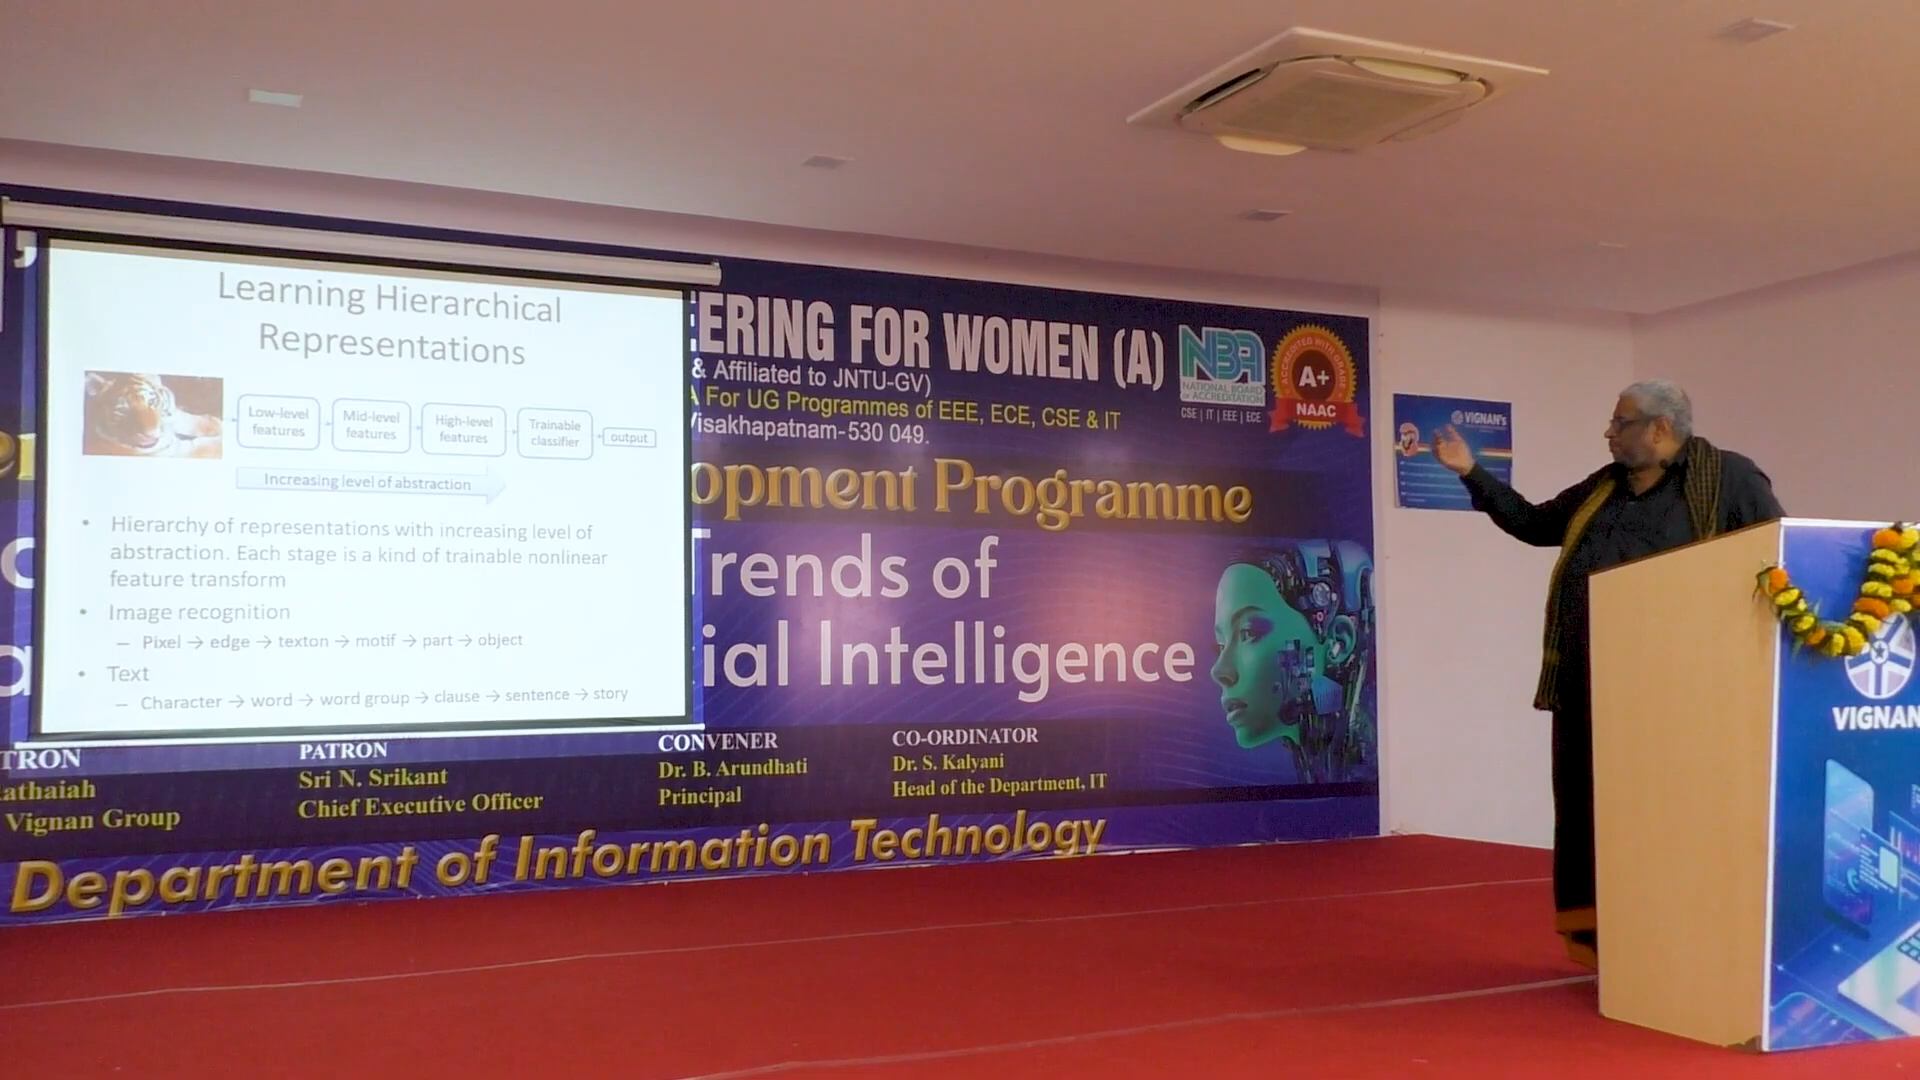 Learning Hierarchical
Representations
Low-level
features
Mid-level
features
High-level
features
Trainable
classifier
output
Increasing level of abstraction
• Hierarchy of representations with increasing level of
abstraction. Each stage is a kind of trainable nonlinear
feature transform
• Image recognition
– Pixel → edge → texton → motif → part → object
• Text
– Character → word → word group → clause → sentence → story
ERING FOR WOMEN (A)
& Affiliated to JNTU-GV)
A For UG Programmes of EEE, ECE, CSE & IT
Visakhapatnam-530 049.
NBA
NATIONAL BOARD
of ACCREDITATION
CSE | IT | EEE | ECE
ACCREDITED WITH GRADE
A+
NAAC
opment Programme
Trends of
ial Intelligence
TRON
athaiah
Vignan Group
PATRON
Sri N. Srikant
Chief Executive Officer
CONVENER
Dr. B. Arundhati
Principal
CO-ORDINATOR
Dr. S. Kalyani
Head of the Department, IT
Department of Information Technology
VIGNAN's
VIGNAN